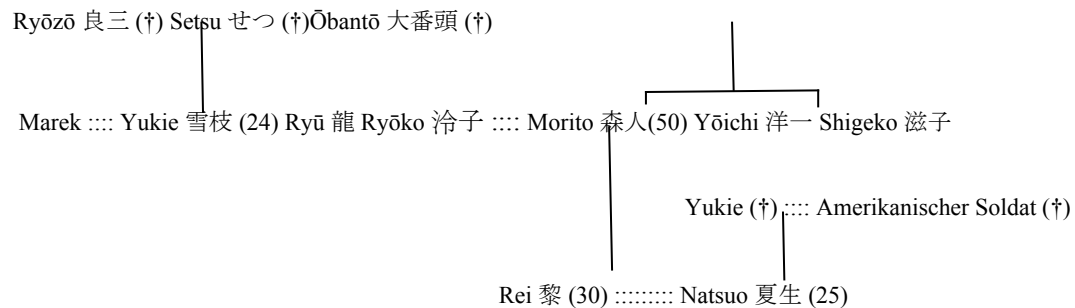 Ryōzō 良三 (†) Setsu せつ (†)Ōbantō 大番頭 (†)
Marek :::: Yukie 雪枝 (24) Ryū 龍 Ryōko 泠子 :::: Morito 森人(50) Yōichi 洋一 Shigeko 滋子
Yukie (†) :::: Amerikanischer Soldat (†)
Rei 黎 (30) ::::::::: Natsuo 夏生 (25)